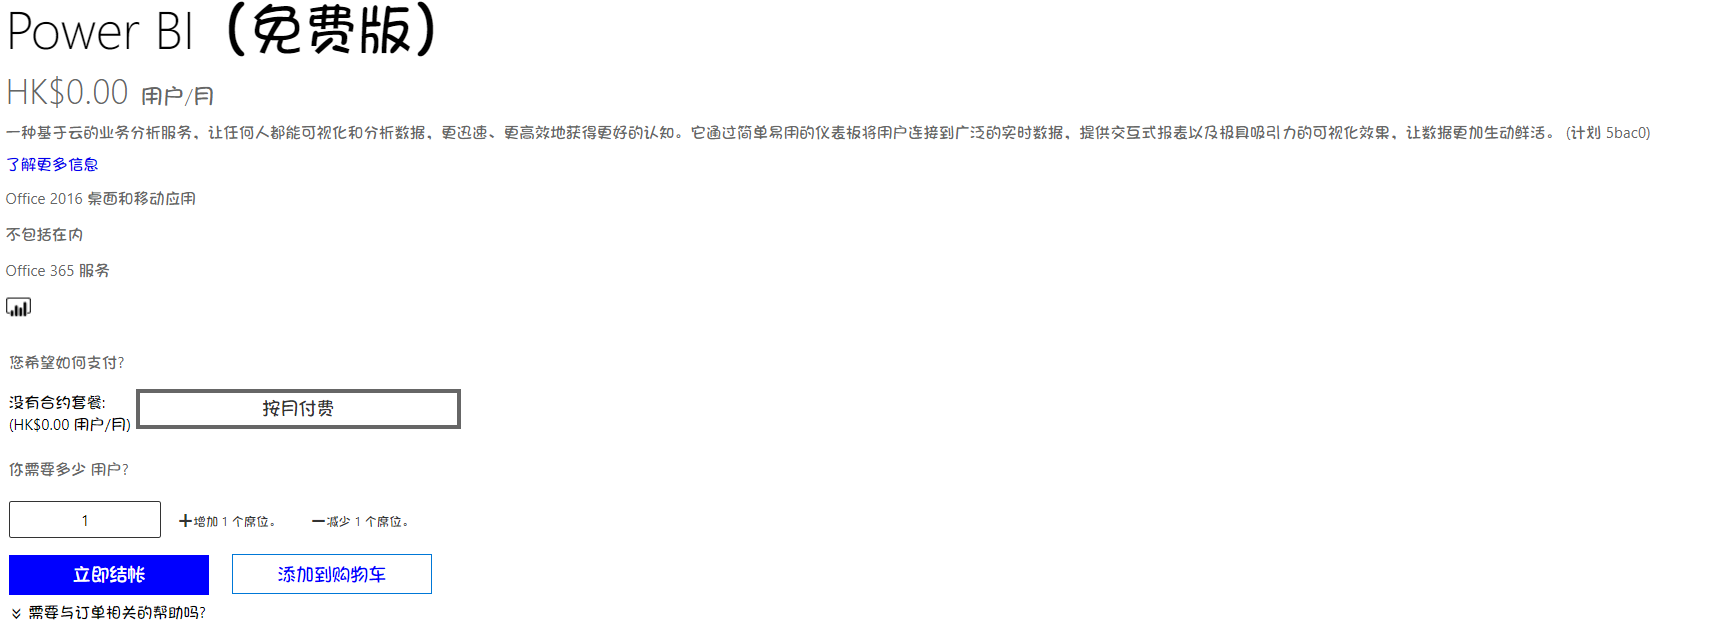 Power BI（免费版）
HK$0.00 用户/月
一种基于云的业务分析服务，让任何人都能可视化和分析数据，更迅速、更高效地获得更好的认知。它通过简单易用的仪表板将用户连接到广泛的实时数据，提供交互式报表以及极具吸引力的可视化效果，让数据更加生动鲜活。 (计划 5bac0)
了解更多信息
Office 2016 桌面和移动应用
不包括在内
Office 365 服务
您希望如何支付?
没有合约套餐:
(HK$0.00 用户/月)
按月付费
你需要多少 用户?
1 +增加 1 个席位。 —减少 1 个席位。
立即结帐 添加到购物车
需要与订单相关的帮助吗?